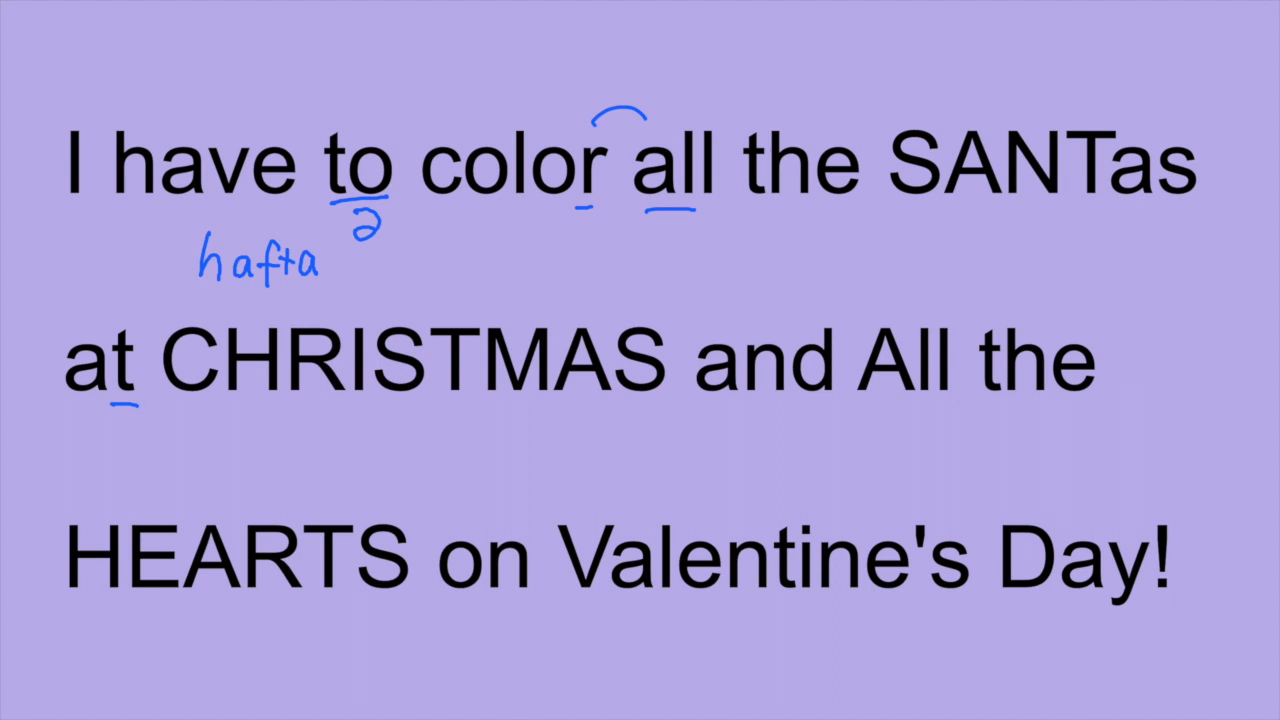 I have to color all the SANTas
ə
hafta
at CHRISTMAS and All the
HEARTS on Valentine's Day!